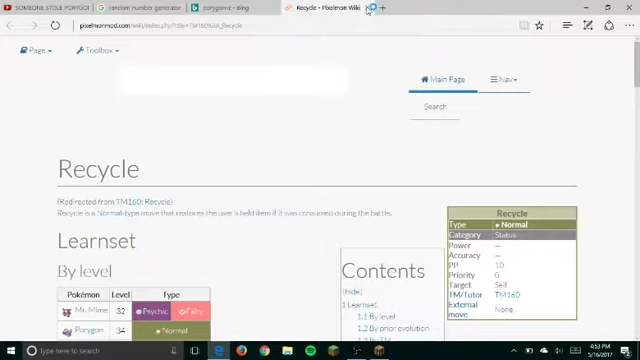 SOMEONE STOLE PORYGO
random number generator
porygon-z - Bing
Recycle - Pixelmon Wiki
pixelmonmod.com/wiki/index.php?title=TM160%3A_Recycle
Page
Toolbox
Main Page
Nav
Search
Recycle
(Redirected from TM160: Recycle)
Recycle is a Normal-type move that restores the user's held item if it was consumed during the battle.
Learnset
By level
Pokémon Level Type
Mr. Mime 32 Psychic Fairy
Porygon 34 Normal
Contents
[hide]
1 Learnset
1.1 By level
1.2 By prior evolution
Recycle
Type Normal
Category Status
Power —
Accuracy —
PP 10
Priority 0
Target Self
TM/Tutor TM160
External move None
Type here to search
4:53 PM
5/16/2017